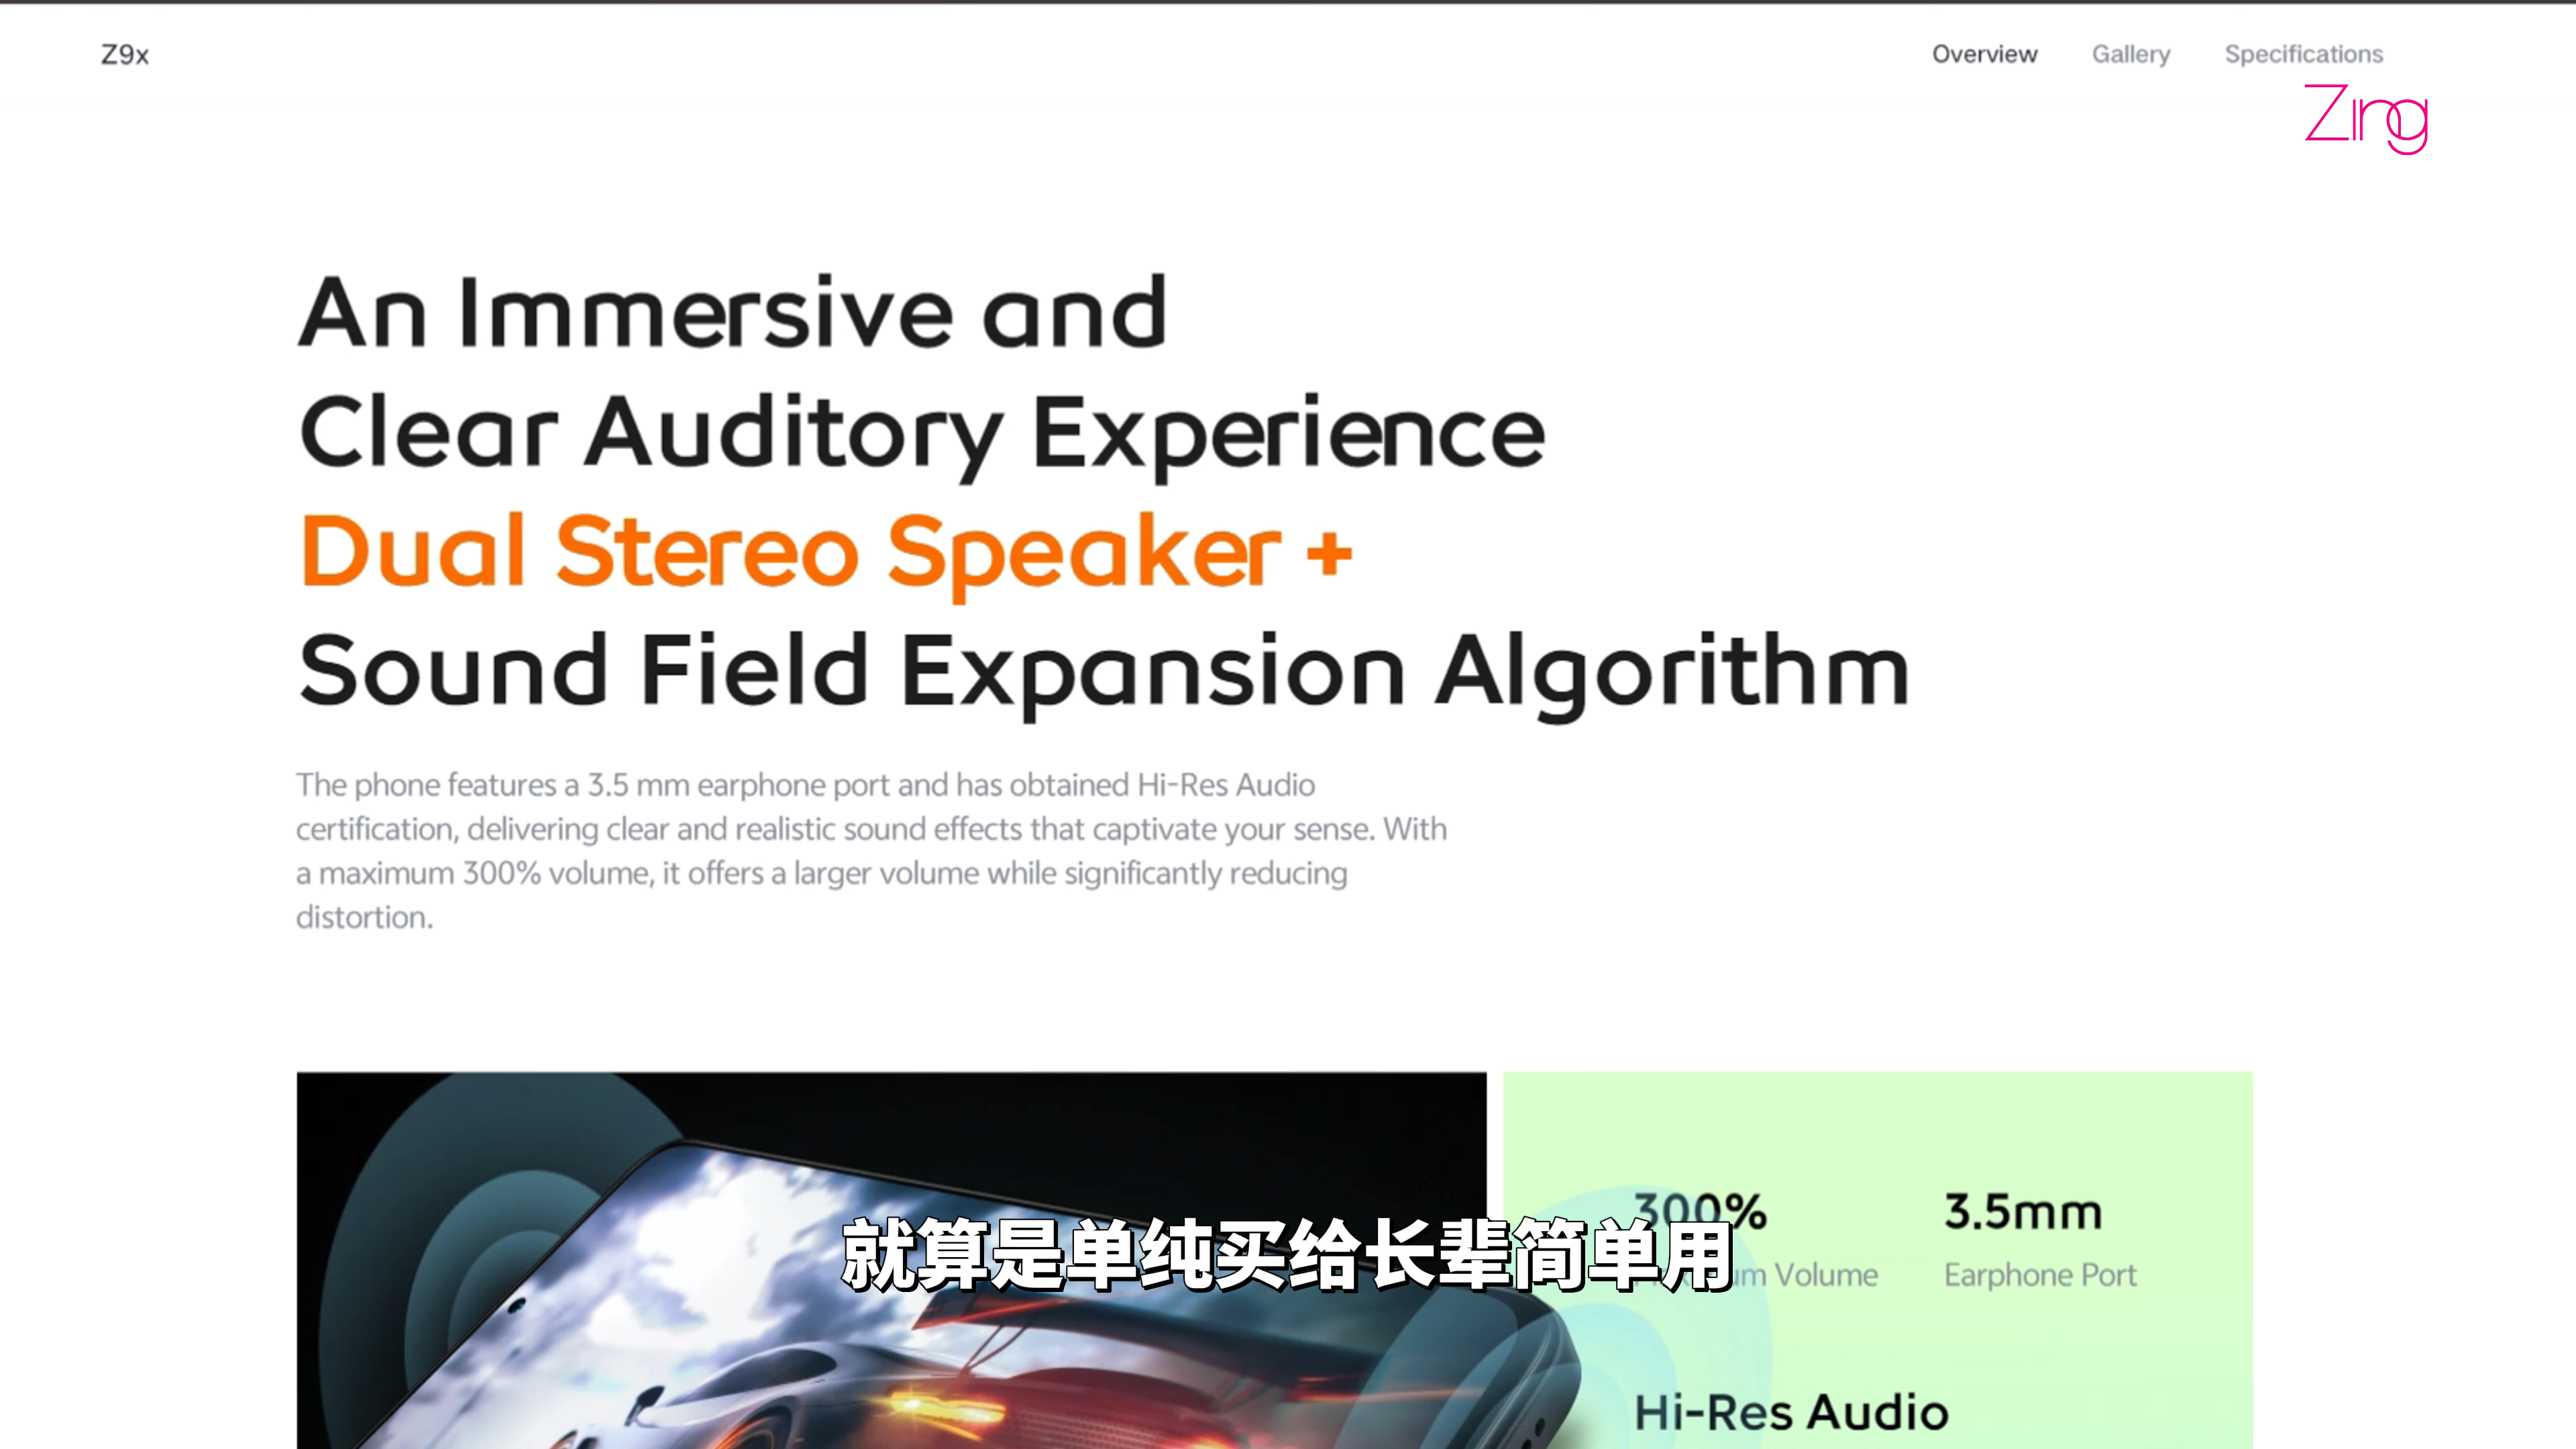 Z9x
Overview
Gallery
Specifications
Zing
An Immersive and
Clear Auditory Experience
Dual Stereo Speaker +
Sound Field Expansion Algorithm
The phone features a 3.5 mm earphone port and has obtained Hi-Res Audio
certification, delivering clear and realistic sound effects that captivate your sense. With
a maximum 300% volume, it offers a larger volume while significantly reducing
distortion.
300%
3.5mm
Volume
Earphone Port
就算是单纯买给长辈简单用
Hi-Res Audio